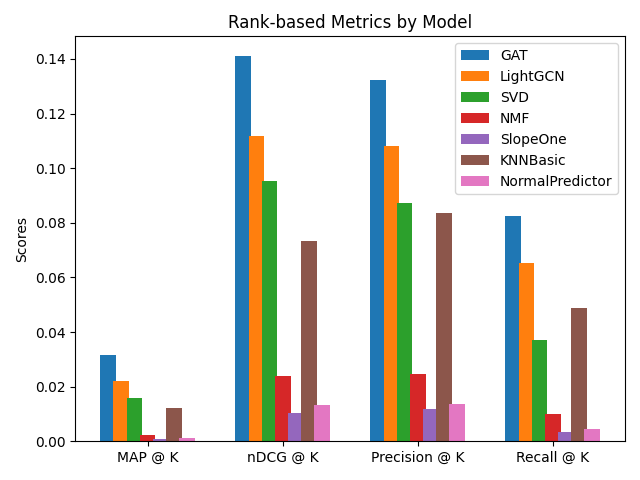 Rank-based Metrics by Model
Scores
0.14
0.12
0.10
0.08
0.06
0.04
0.02
0.00
GAT
LightGCN
SVD
NMF
SlopeOne
KNNBasic
NormalPredictor
MAP @ K
nDCG @ K
Precision @ K
Recall @ K